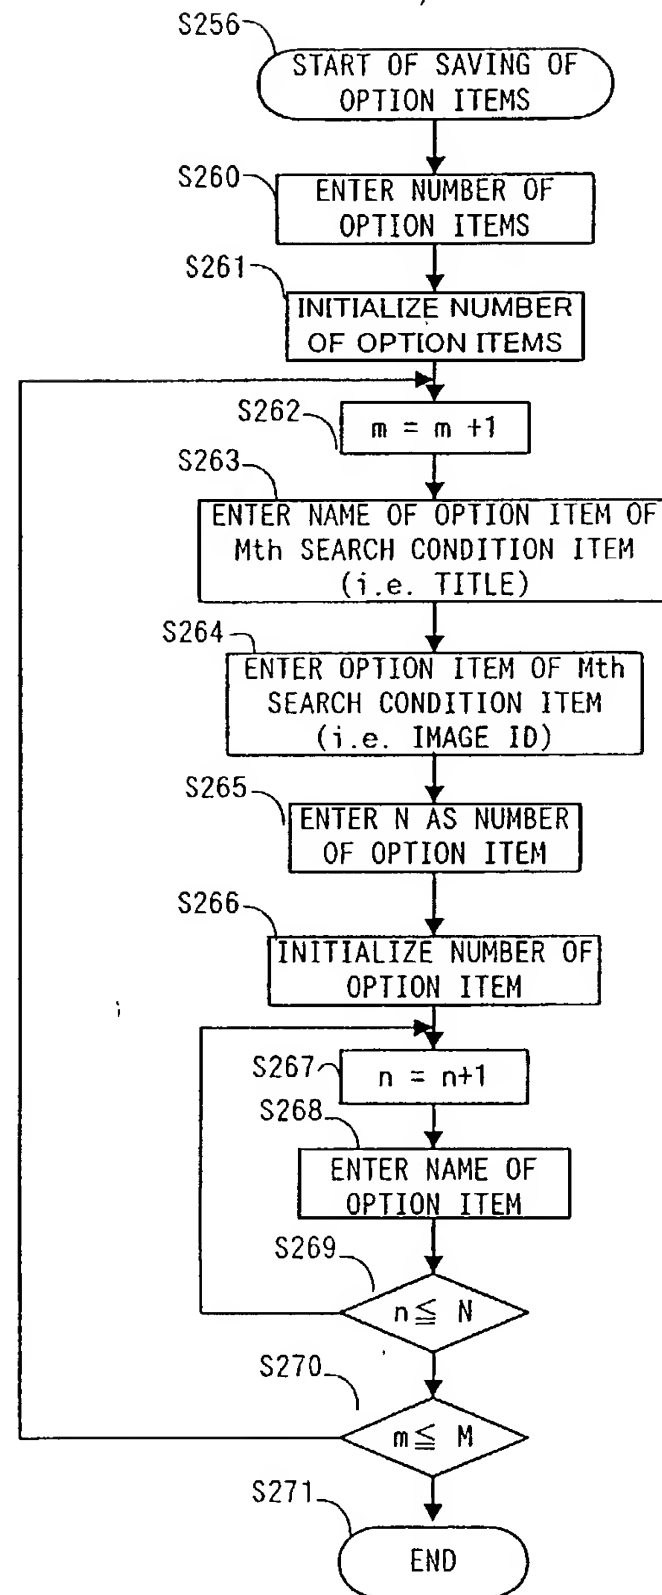 S256
START OF SAVING OF
OPTION ITEMS
S260
ENTER NUMBER OF
OPTION ITEMS
S261
INITIALIZE NUMBER
OF OPTION ITEMS
S262
m = m +1
S263
ENTER NAME OF OPTION ITEM OF
Mth SEARCH CONDITION ITEM
(i.e. TITLE)
S264
ENTER OPTION ITEM OF Mth
SEARCH CONDITION ITEM
(i.e. IMAGE ID)
S265
ENTER N AS NUMBER
OF OPTION ITEM
S266
INITIALIZE NUMBER OF
OPTION ITEM
S267
n = n+1
S268
ENTER NAME OF
OPTION ITEM
S269
n ≦ N
S270
m ≦ M
S271
END